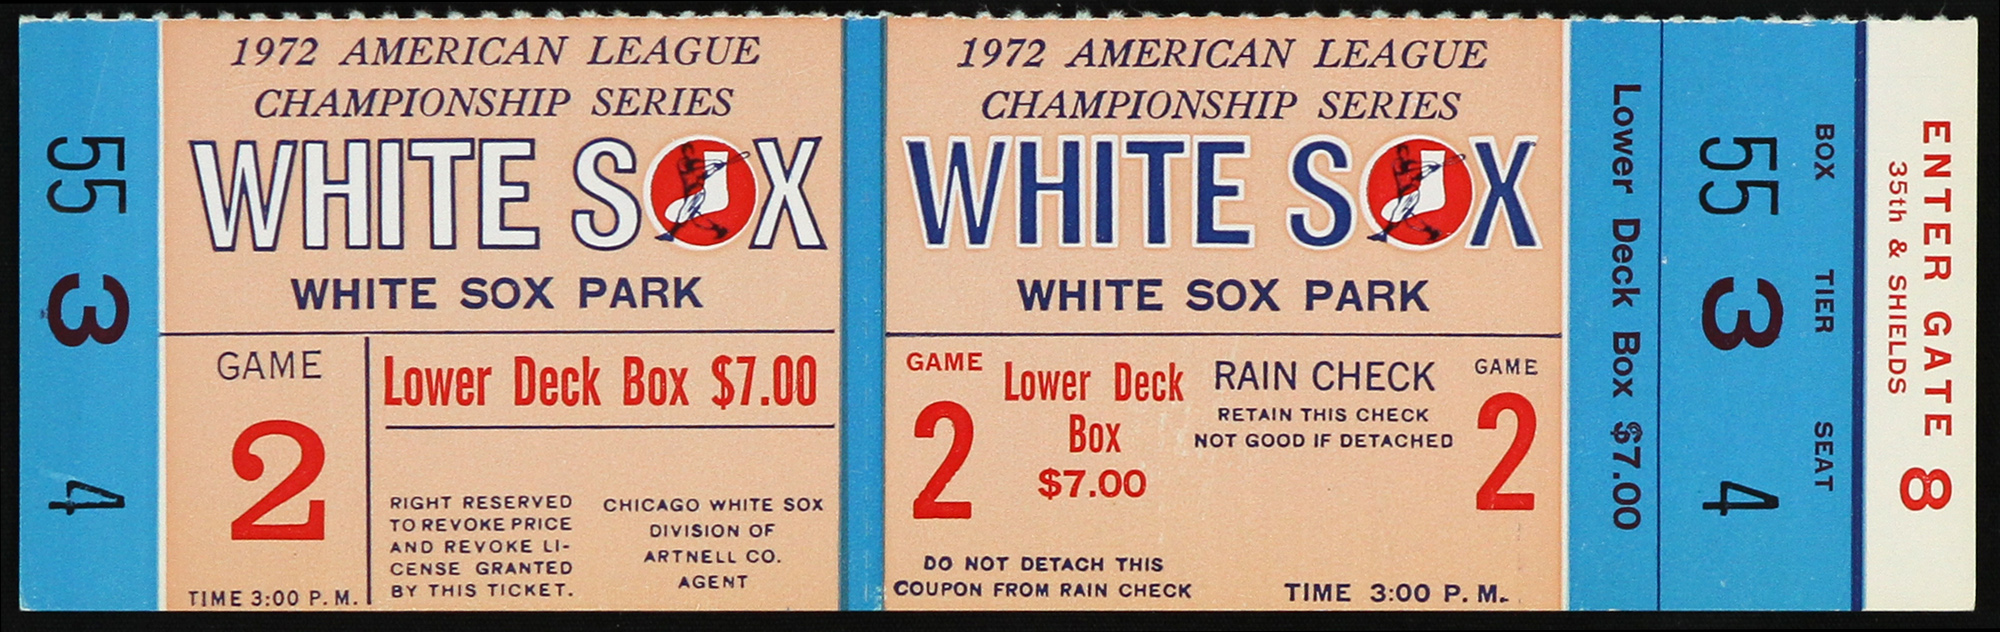 55 3 4
1972 AMERICAN LEAGUE
CHAMPIONSHIP SERIES
WHITE SOX
WHITE SOX PARK
GAME
2
TIME 3:00 P. M.
Lower Deck Box $7.00
RIGHT RESERVED
TO REVOKE PRICE
AND REVOKE LI-
CENSE GRANTED
BY THIS TICKET.
CHICAGO WHITE SOX
DIVISION OF
ARTNELL CO.
AGENT
1972 AMERICAN LEAGUE
CHAMPIONSHIP SERIES
WHITE SOX
WHITE SOX PARK
GAME
2
Lower Deck
Box
$7.00
RAIN CHECK
RETAIN THIS CHECK
NOT GOOD IF DETACHED
GAME
2
DO NOT DETACH THIS
COUPON FROM RAIN CHECK
TIME 3:00 P. M.
Lower Deck Box $7.00
BOX TIER SEAT
55 3 4
ENTER GATE 8
35th & SHIELDS